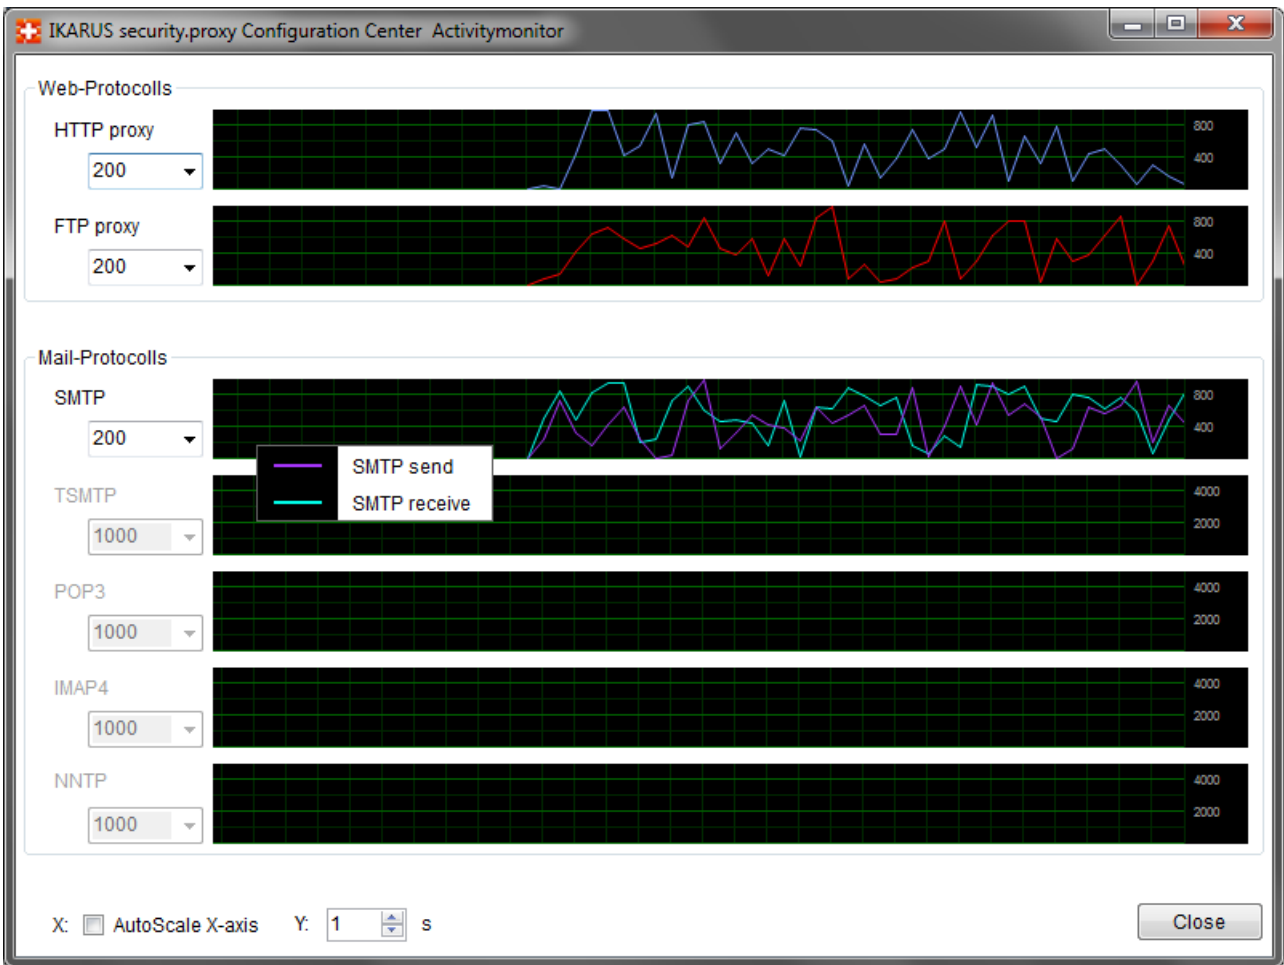 IKARUS security.proxy Configuration Center Activitymonitor
Web-Protocolls
HTTP proxy
200
800
400
FTP proxy
200
800
400
Mail-Protocolls
SMTP
200
800
400
SMTP send
SMTP receive
TSMTP
1000
4000
2000
POP3
1000
4000
2000
IMAP4
1000
4000
2000
NNTP
1000
4000
2000
X: AutoScale X-axis Y: 1 s Close